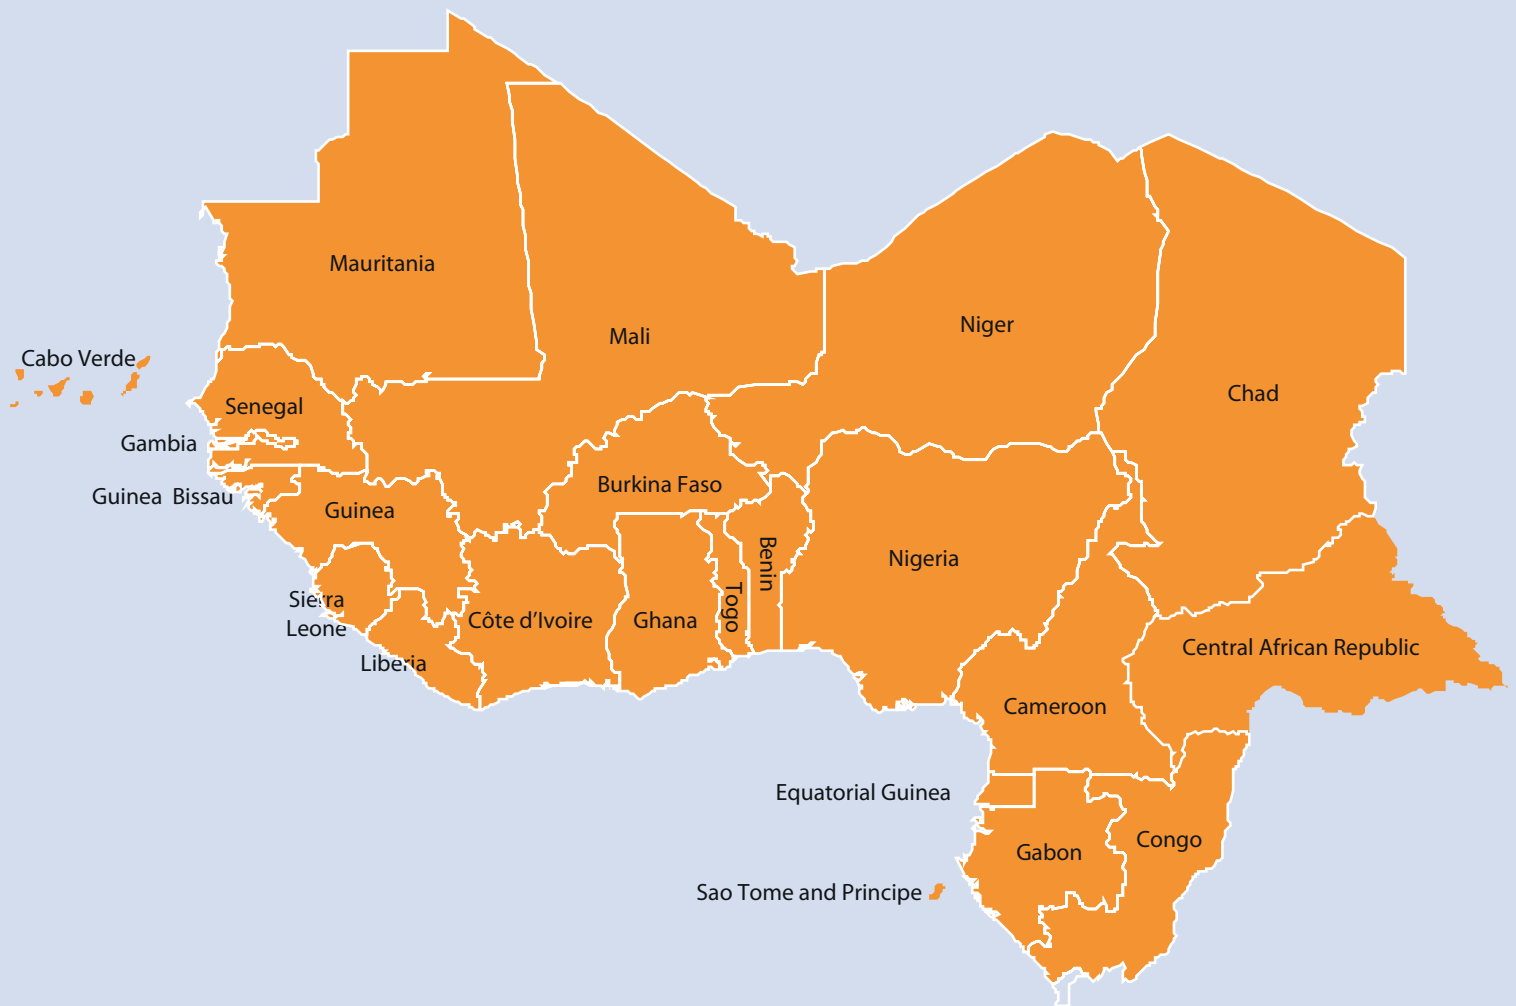 Mauritania
Niger
Mali
Cabo Verde
Chad
Senegal
Gambia
Burkina Faso
Guinea Bissau
Guinea
Benin
Nigeria
Sierra
Leone
Togo
Côte d'Ivoire
Ghana
Central African Republic
Liberia
Cameroon
Equatorial Guinea
Congo
Gabon
Sao Tome and Principe